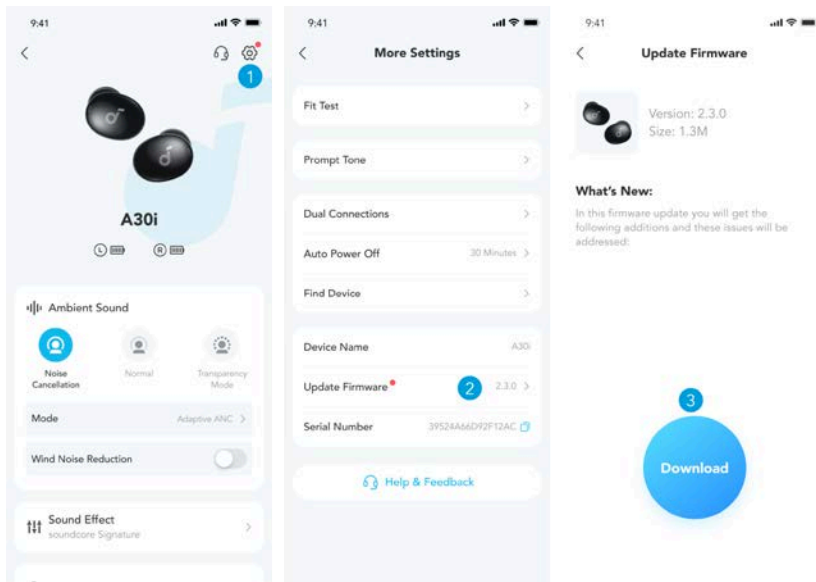 9:41
1
A30i
L
R
Ambient Sound
Noise
Cancellation
Normal
Transparency
Mode
Mode
Adaptive ANC
Wind Noise Reduction
Sound Effect
soundcore Signature
9:41
More Settings
Fit Test
Prompt Tone
Dual Connections
Auto Power Off
30 Minutes
Find Device
Device Name
A30i
Update Firmware
2
2.3.0
Serial Number
39524A66D92F12AC
Help & Feedback
9:41
Update Firmware
Version: 2.3.0
Size: 1.3M
What's New:
In this firmware update you will get the
following additions and these issues will be
addressed:
3
Download